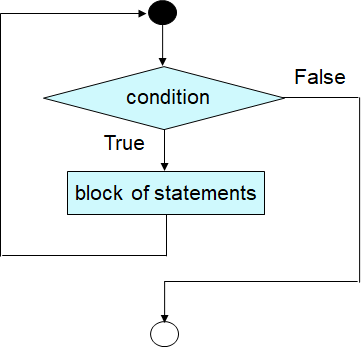 condition
False
True
block of statements